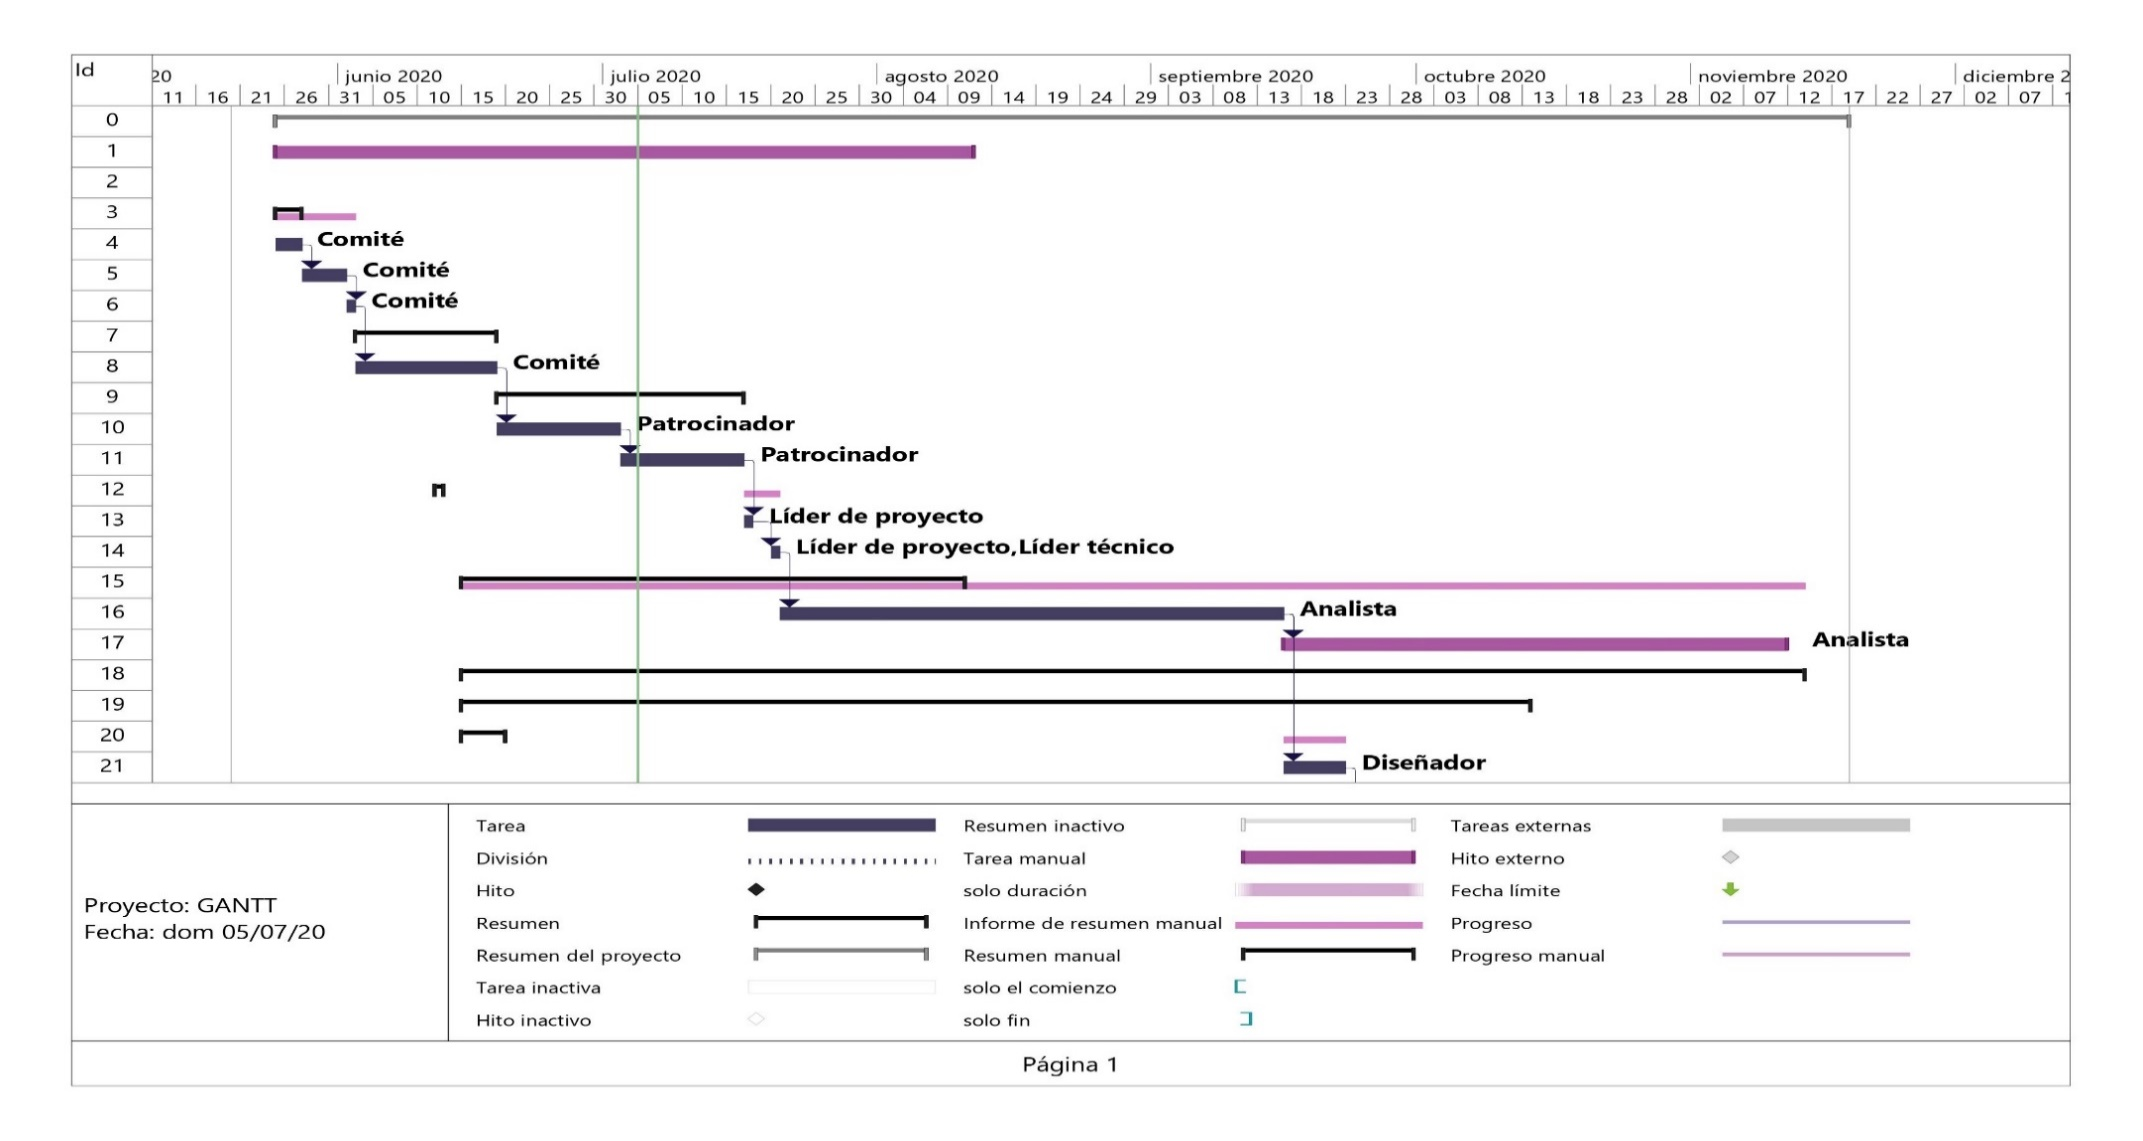 Id
20 junio 2020 julio 2020 agosto 2020 septiembre 2020 octubre 2020 noviembre 2020 diciembre 2
11 16 21 26 31 05 10 15 20 25 30 05 10 15 20 25 30 04 09 14 19 24 29 03 08 13 18 23 28 03 08 13 18 23 28 02 07 12 17 22 27 02 07 1
0
1
2
3
4 Comité
5 Comité
6 Comité
7
8 Comité
9
10 Patrocinador
11 Patrocinador
12
13 Líder de proyecto
14 Líder de proyecto,Líder técnico
15
16 Analista
17 Analista
18
19
20
21 Diseñador
Proyecto: GANTT
Fecha: dom 05/07/20
Tarea Resumen inactivo Tareas externas
División Tarea manual Hito externo
Hito solo duración Fecha límite
Resumen Informe de resumen manual Progreso
Resumen del proyecto Resumen manual Progreso manual
Tarea inactiva solo el comienzo
Hito inactivo solo fin
Página 1